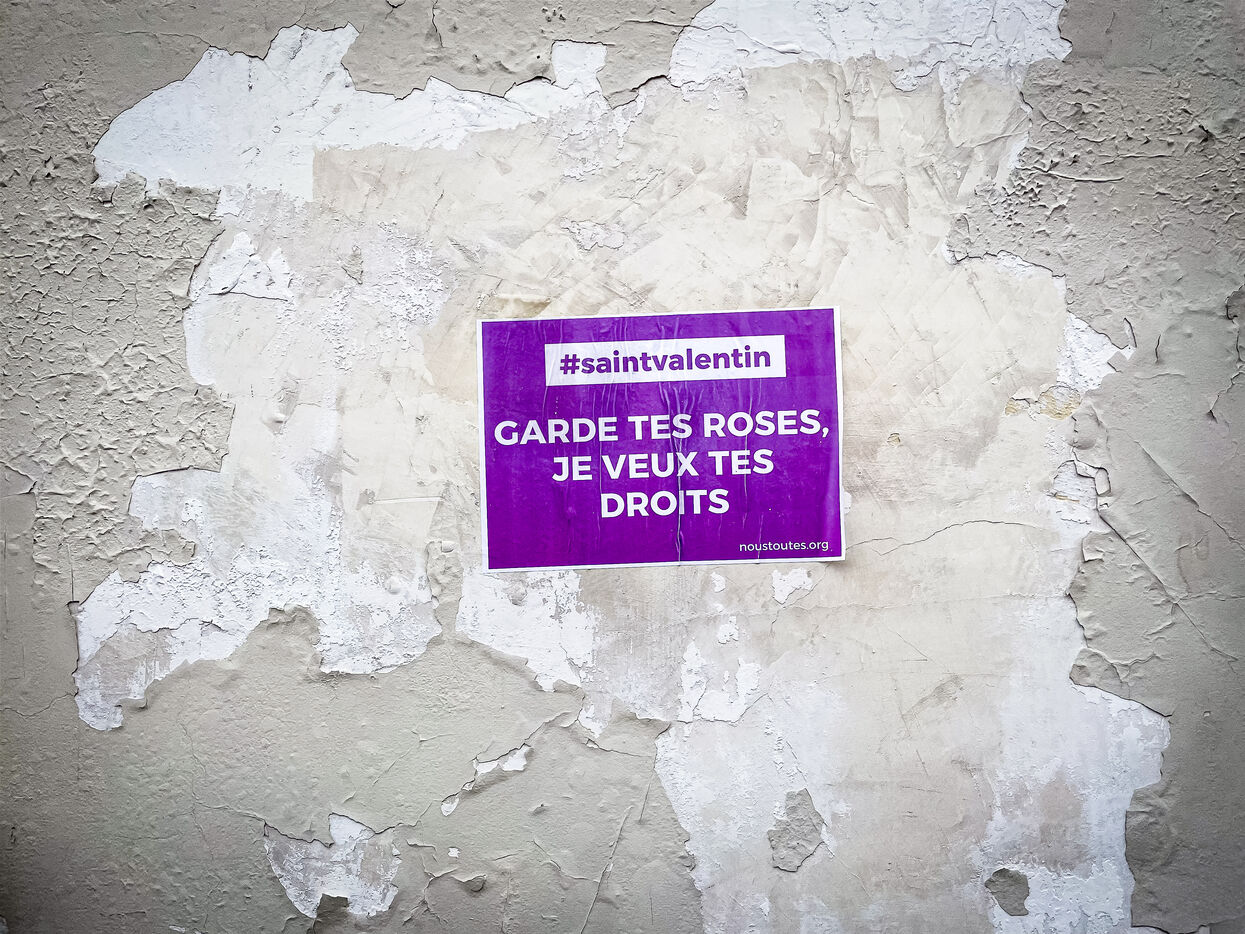 #saintvalentin
GARDE TES ROSES,
JE VEUX TES
DROITS
noustoutes.org